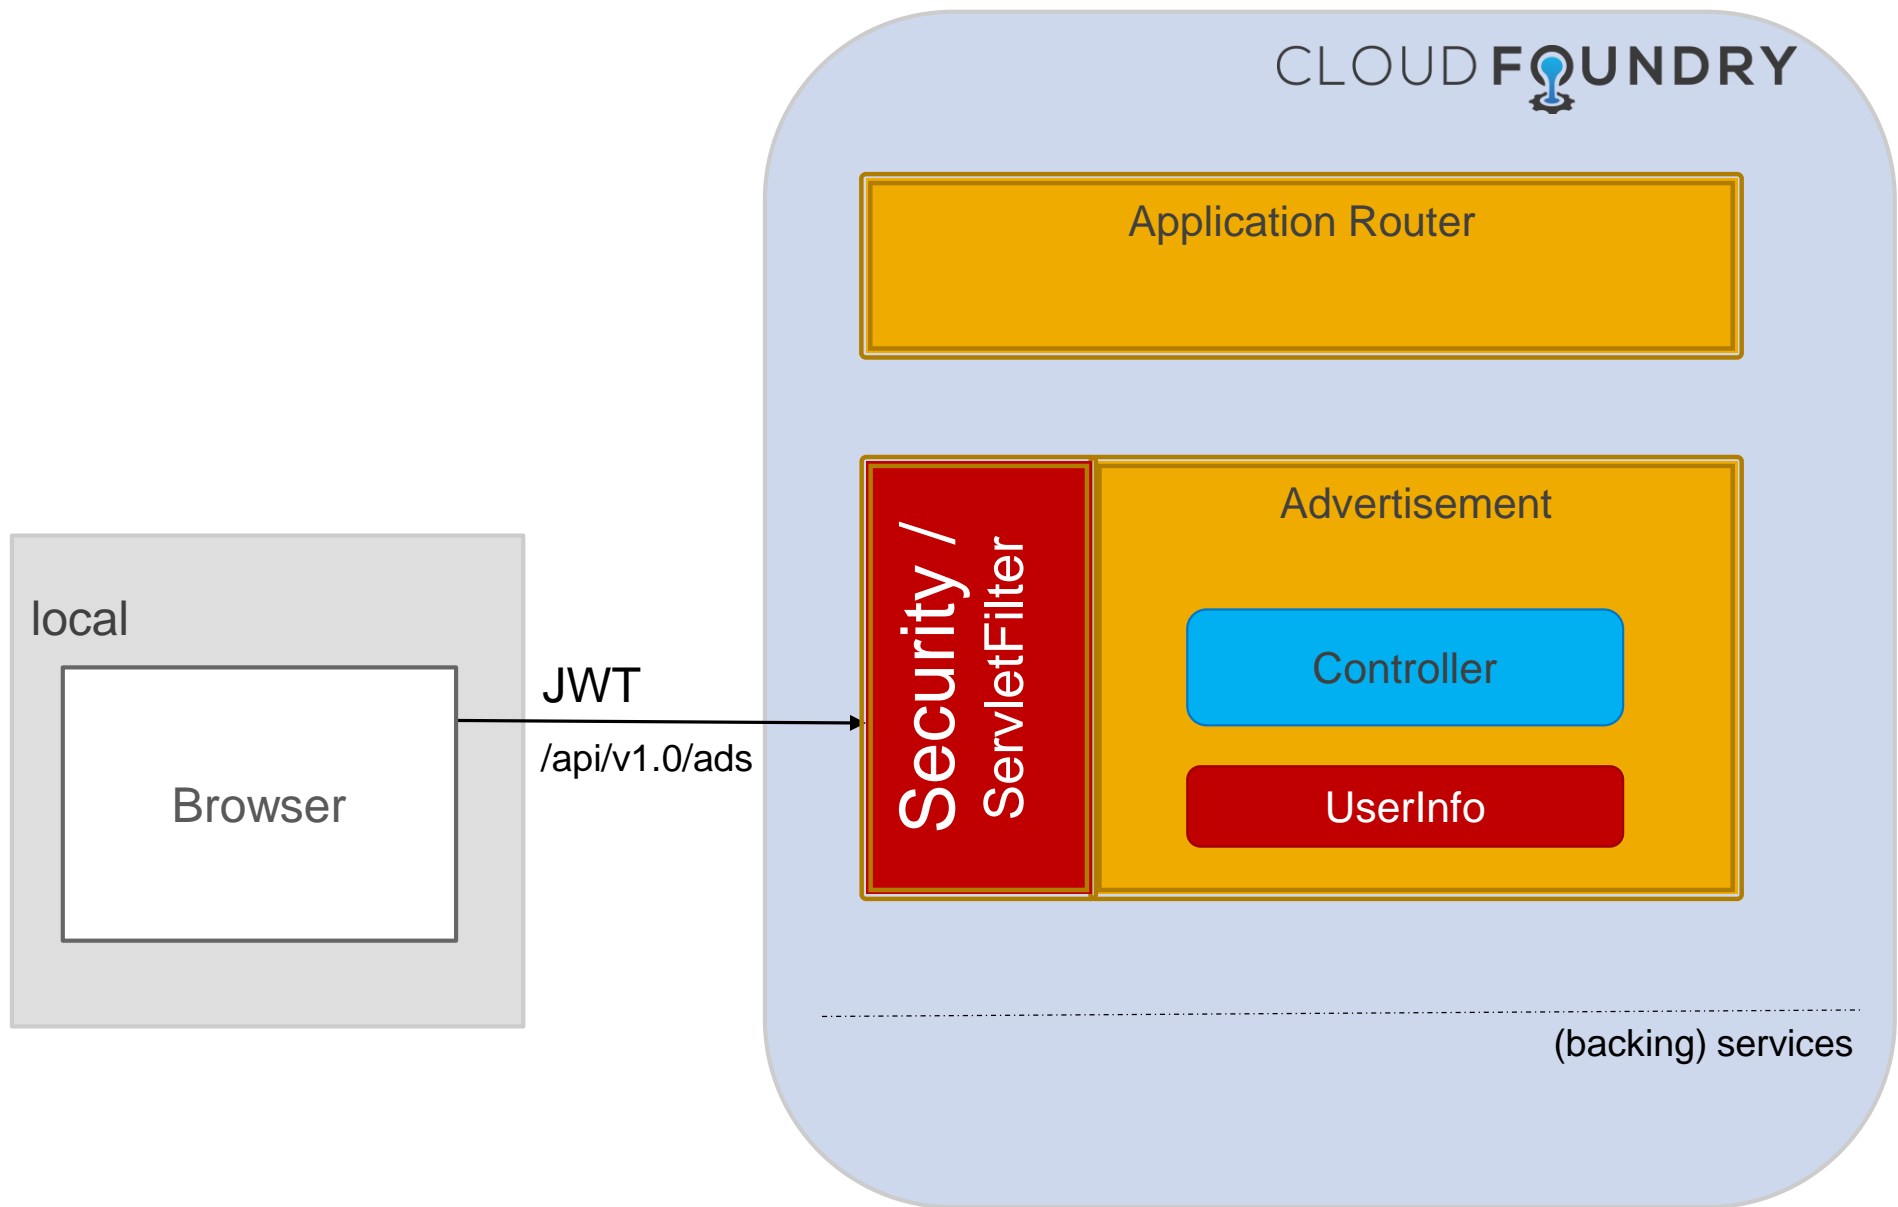 CLOUD FOUNDRY
Application Router
local
Browser
JWT
/api/v1.0/ads
Security /
ServletFilter
Advertisement
Controller
UserInfo
(backing) services